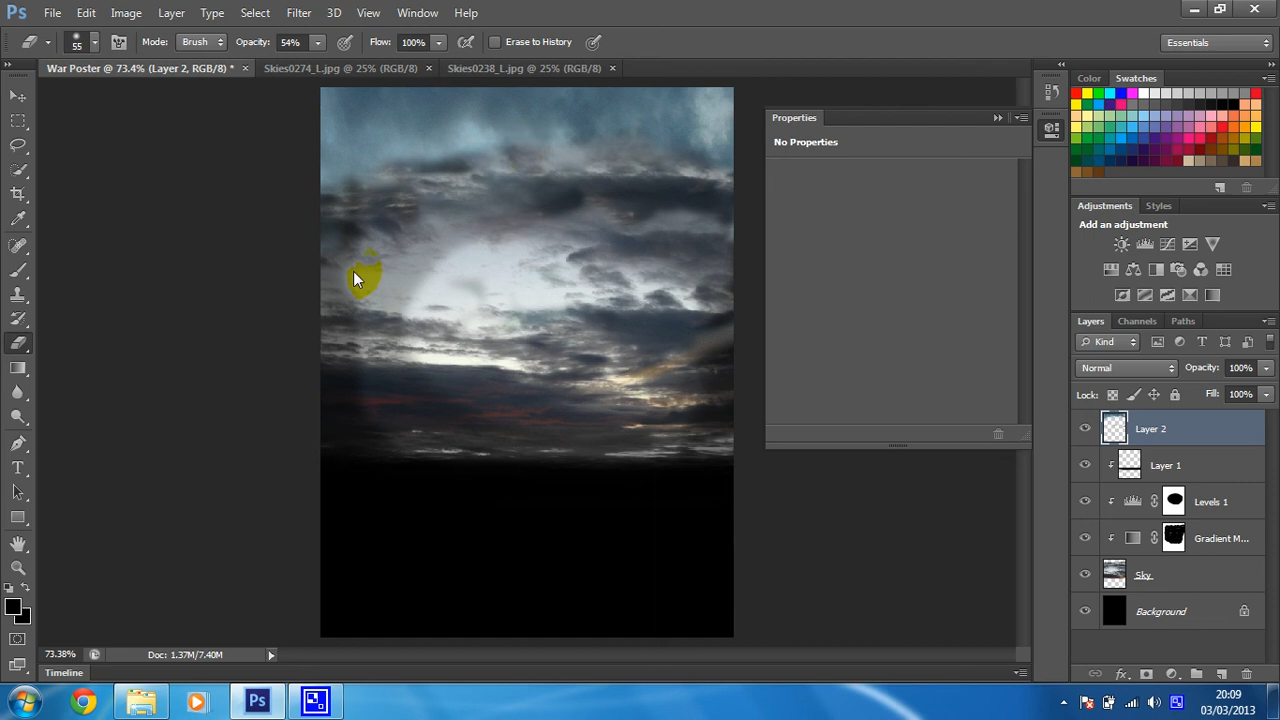 Ps File Edit Image Layer Type Select Filter 3D View Window Help
55 Mode: Brush Opacity: 54% Flow: 100% Erase to History Essentials
War Poster @ 73.4% (Layer 2, RGB/8) * × Skies0274_L.jpg @ 25% (RGB/8) × Skies0238_L.jpg @ 25% (RGB/8) ×
Color Swatches
Properties
No Properties
Adjustments Styles
Add an adjustment
Layers Channels Paths
Kind
Normal Opacity: 100%
Lock: Fill: 100%
Layer 2
Layer 1
Levels 1
Gradient M...
Sky
Background
73.38% Doc: 1.37M/7.40M
Timeline
Ps
20:09
03/03/2013